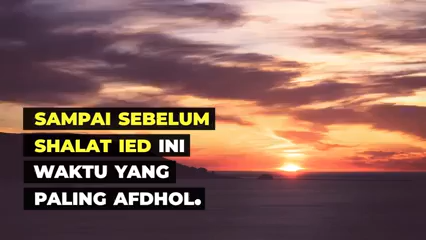 SAMPAI SEBELUM
SHALAT IED INI
WAKTU YANG
PALING AFDHOL.